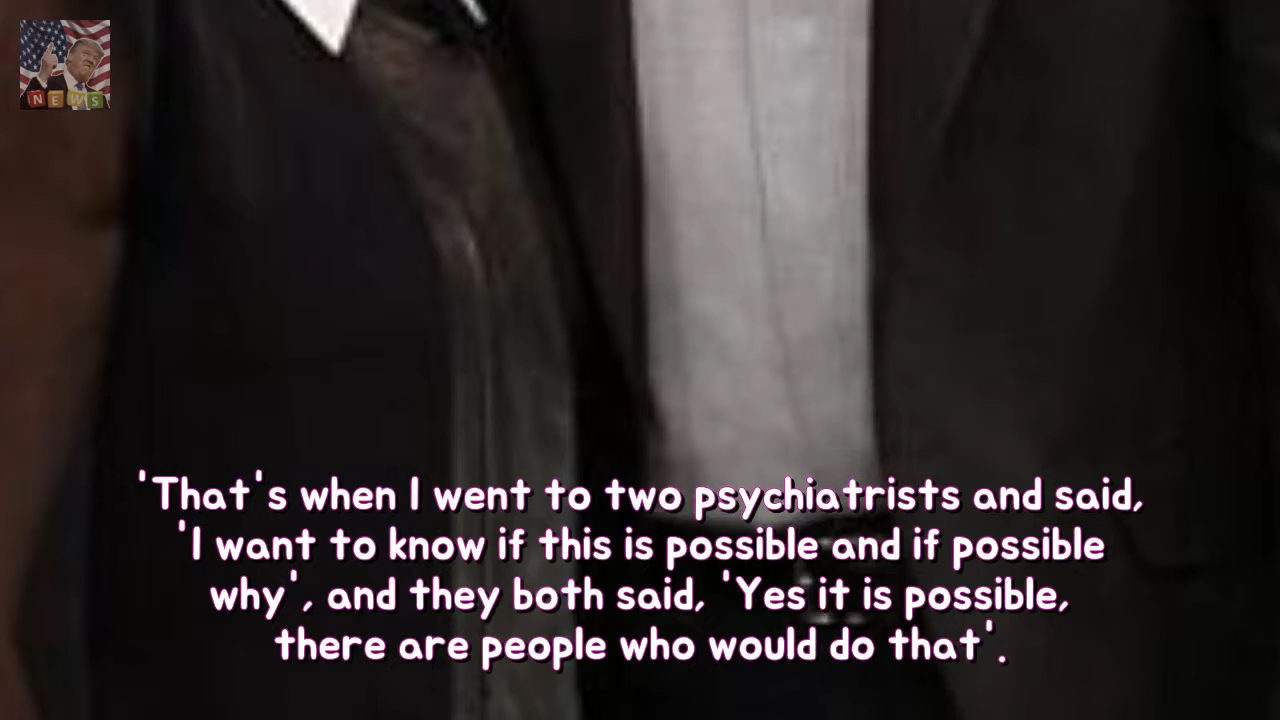 NEWS
'That's when I went to two psychiatrists and said,
'I want to know if this is possible and if possible
why', and they both said, 'Yes it is possible,
there are people who would do that'.